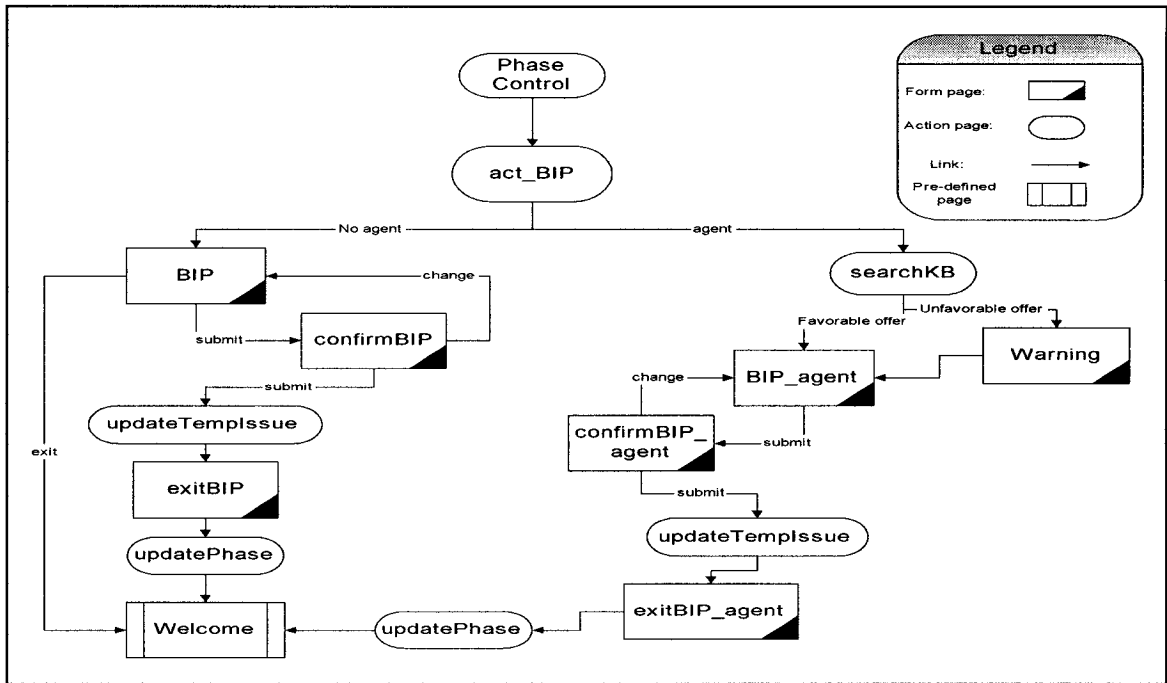 Phase
Control
Legend
Form page:
Action page:
Link:
Pre-defined
page
act_BIP
No agent
agent
BIP
change
searchKB
submit
confirmBIP
Favorable offer
Unfavorable offer
Warning
BIP_agent
change
submit
updateTempIssue
confirmBIP_
agent
submit
exit
exitBIP
submit
updateTempIssue
updatePhase
exitBIP_agent
Welcome
updatePhase